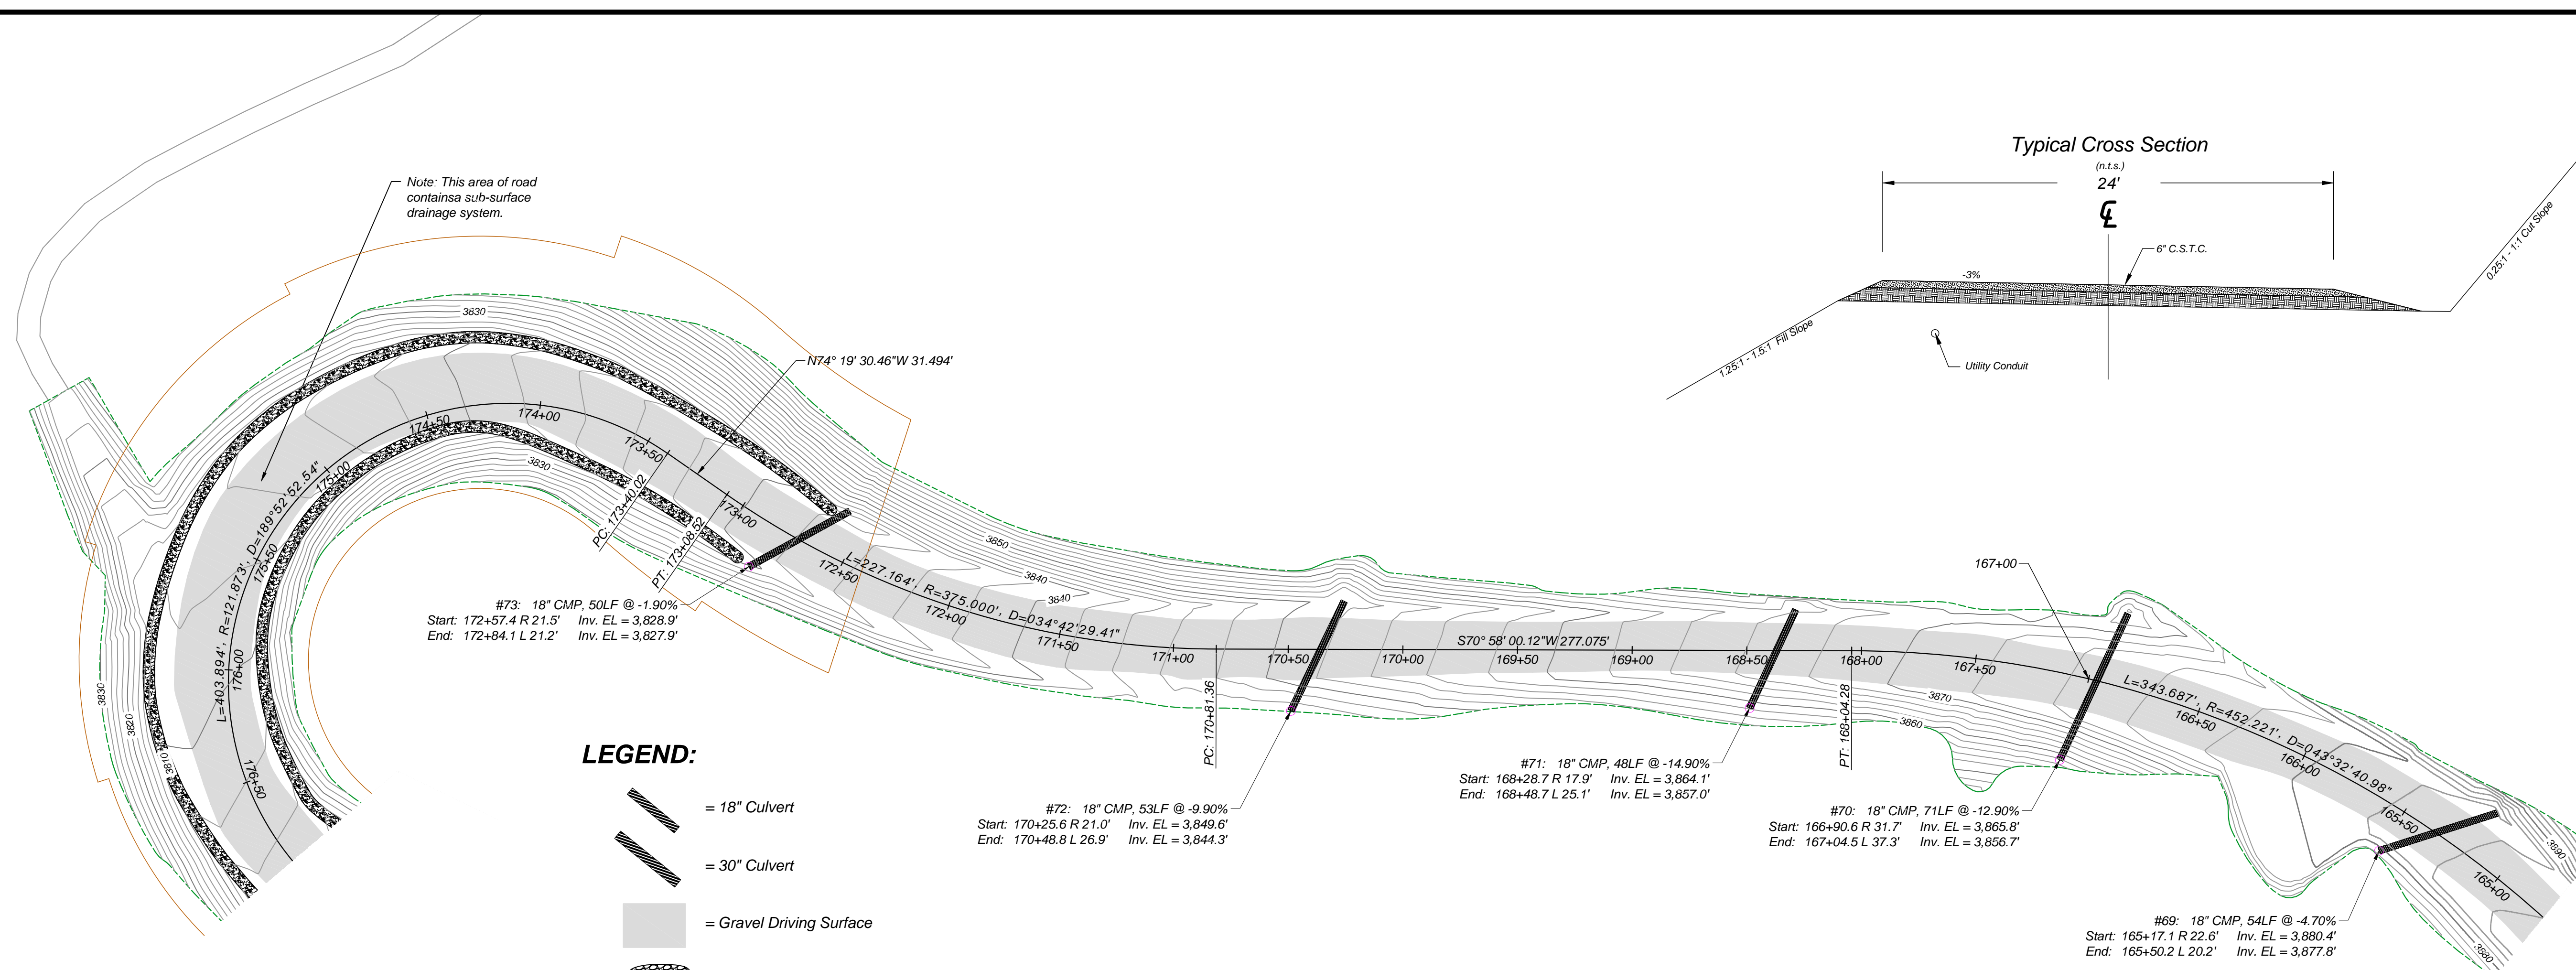 Typical Cross Section
(n.t.s.)
24'
℄
6" C.S.T.C.
-3%
0.25:1 - 1:1 Cut Slope
1.25:1 - 1.5:1 Fill Slope
Utility Conduit
Note: This area of road
containsa sub-surface
drainage system.
3830
N74° 19' 30.46"W 31.494'
174+50
174+00
173+50
173+00
3830
PC: 173+40.02
PT: 173+08.52
L=403.894', R=121.873', D=189°52'52.54"
175+00
175+50
176+00
176+50
3830
3820
3810
3850
3840
3840
L=227.164', R=375.000', D=034°42'29.41"
172+50
172+00
171+50
171+00
170+50
170+00
169+50
169+00
168+50
168+00
167+50
S70° 58' 00.12"W 277.075'
PC: 170+81.36
PT: 168+04.28
167+00
3870
3860
L=343.687', R=452.221', D=043°32'40.98"
166+50
166+00
165+50
165+00
3890
3880
#73: 18" CMP, 50LF @ -1.90%
Start: 172+57.4 R 21.5' Inv. EL = 3,828.9'
End: 172+84.1 L 21.2' Inv. EL = 3,827.9'
#72: 18" CMP, 53LF @ -9.90%
Start: 170+25.6 R 21.0' Inv. EL = 3,849.6'
End: 170+48.8 L 26.9' Inv. EL = 3,844.3'
#71: 18" CMP, 48LF @ -14.90%
Start: 168+28.7 R 17.9' Inv. EL = 3,864.1'
End: 168+48.7 L 25.1' Inv. EL = 3,857.0'
#70: 18" CMP, 71LF @ -12.90%
Start: 166+90.6 R 31.7' Inv. EL = 3,865.8'
End: 167+04.5 L 37.3' Inv. EL = 3,856.7'
#69: 18" CMP, 54LF @ -4.70%
Start: 165+17.1 R 22.6' Inv. EL = 3,880.4'
End: 165+50.2 L 20.2' Inv. EL = 3,877.8'
LEGEND:
= 18" Culvert
= 30" Culvert
= Gravel Driving Surface